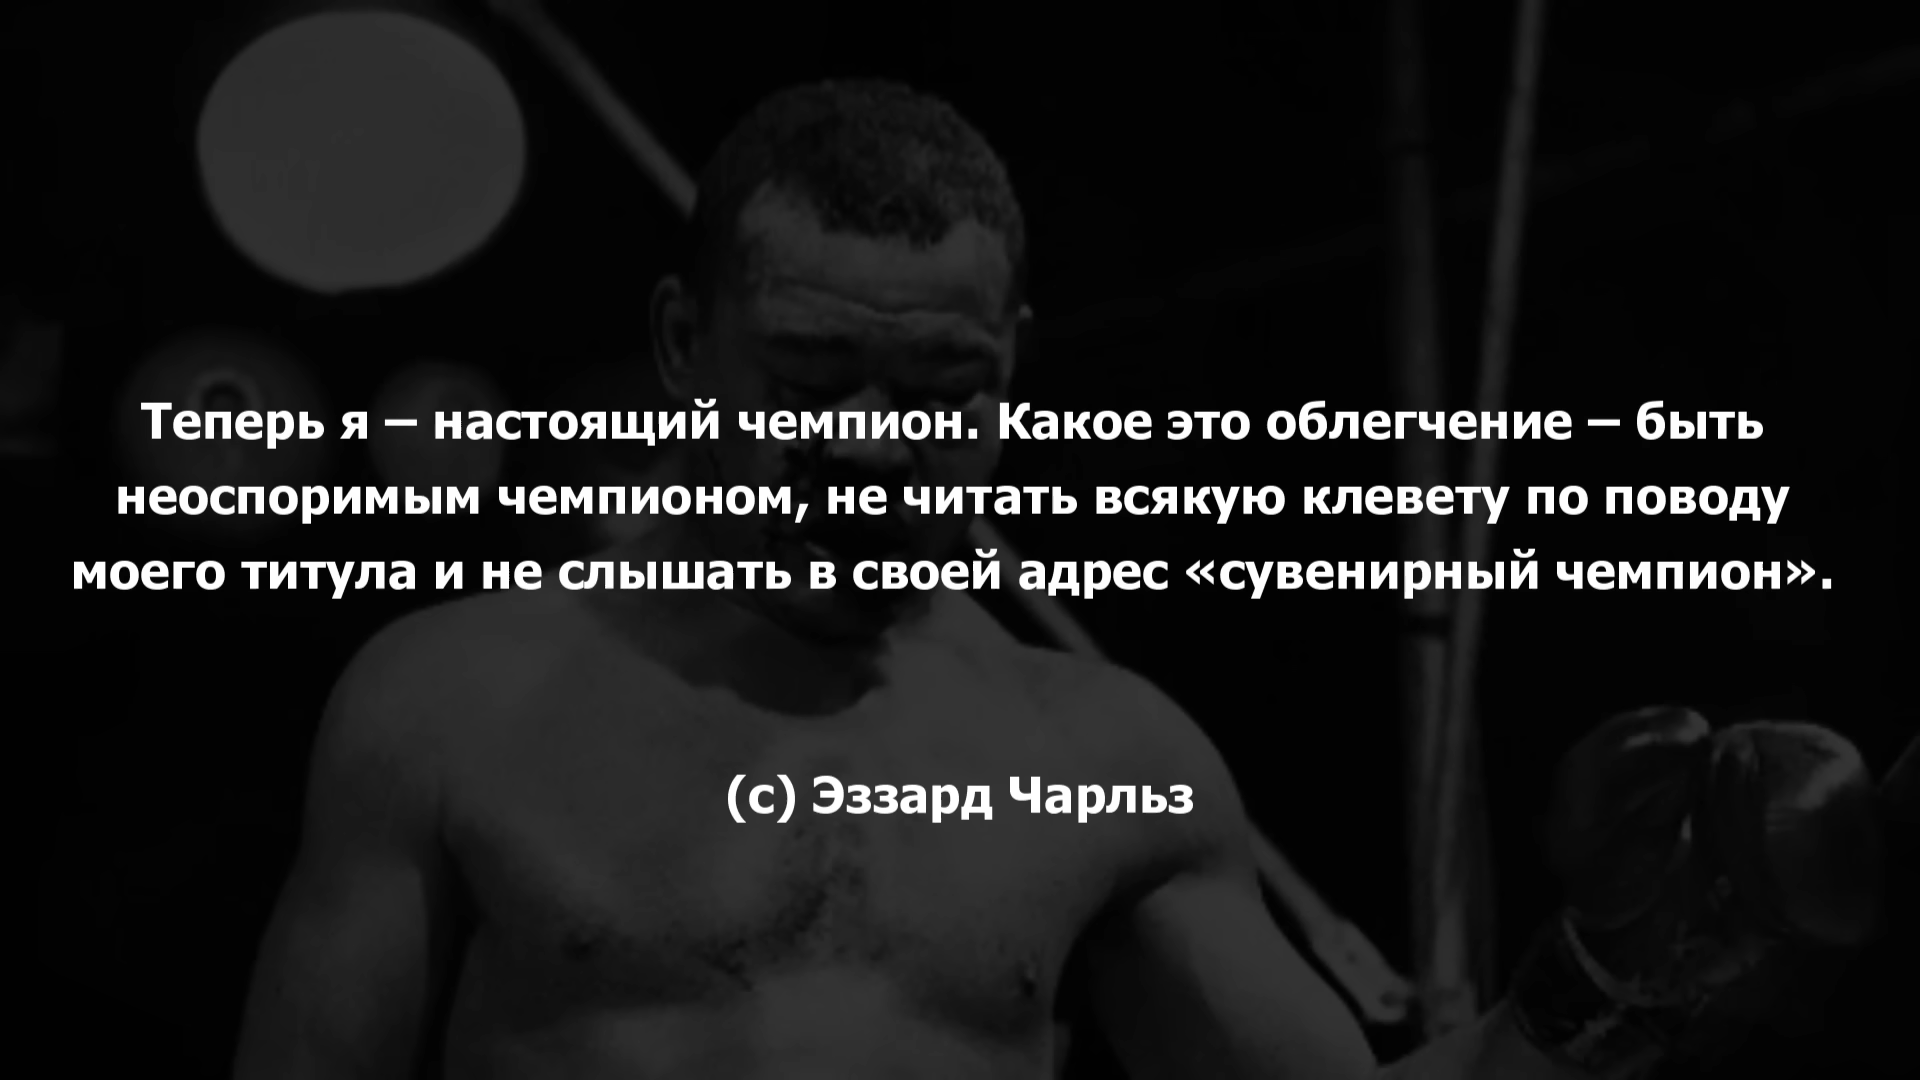 Теперь я – настоящий чемпион. Какое это облегчение – быть
неоспоримым чемпионом, не читать всякую клевету по поводу
моего титула и не слышать в свой адрес «сувенирный чемпион».
(с) Эззард Чарльз